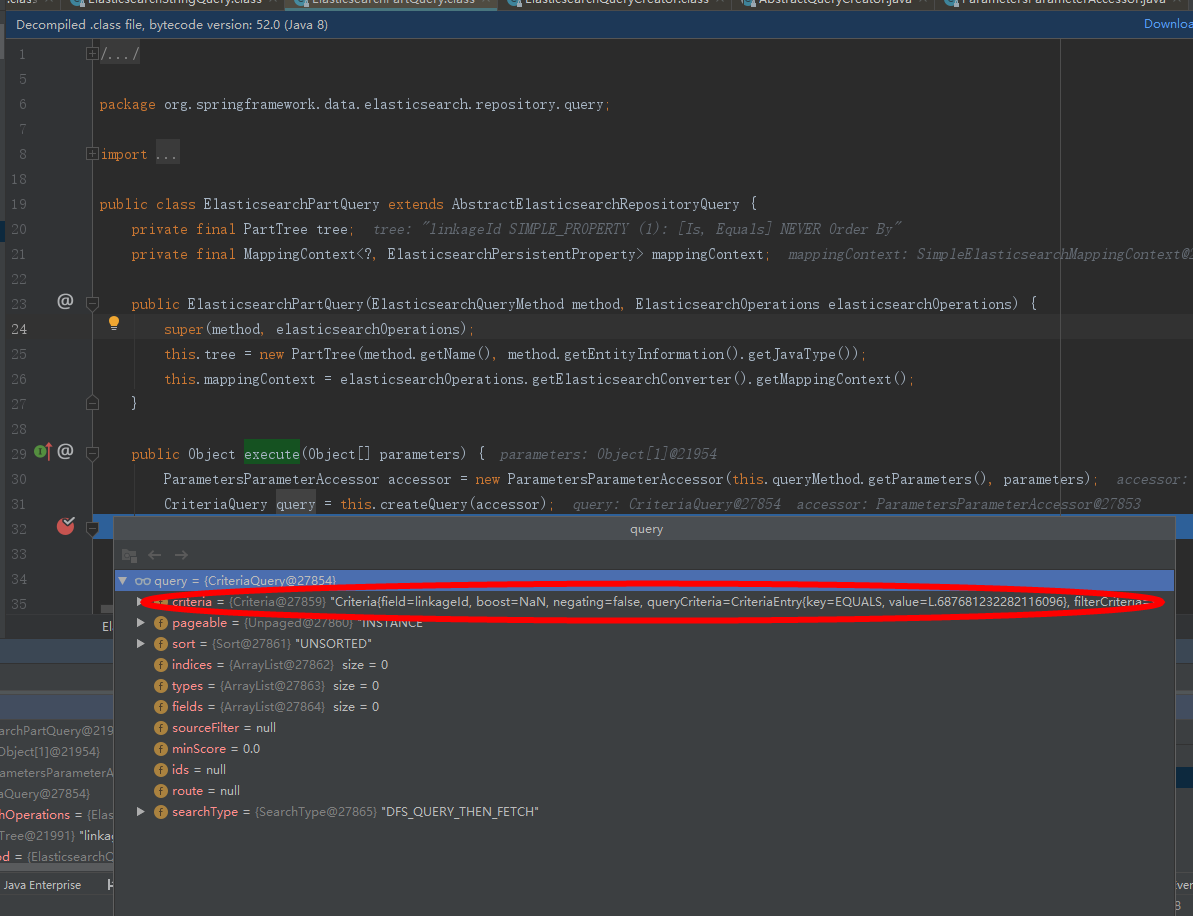 .class
ElasticsearchStringQuery.class
ElasticsearchPartQuery.class
ElasticsearchQueryCreator.class
AbstractQueryCreator.java
ParametersParameterAccessor.java
Decompiled .class file, bytecode version: 52.0 (Java 8) Downloa
1 /.../
5
6 package org.springframework.data.elasticsearch.repository.query;
7
8 import ...
18
19 public class ElasticsearchPartQuery extends AbstractElasticsearchRepositoryQuery {
20 private final PartTree tree; tree: "linkageId SIMPLE_PROPERTY (1): [Is, Equals] NEVER Order By"
21 private final MappingContext<?, ElasticsearchPersistentProperty> mappingContext; mappingContext: SimpleElasticsearchMappingContext@2
22
23 @ public ElasticsearchPartQuery(ElasticsearchQueryMethod method, ElasticsearchOperations elasticsearchOperations) {
24 super(method, elasticsearchOperations);
25 this.tree = new PartTree(method.getName(), method.getEntityInformation().getJavaType());
26 this.mappingContext = elasticsearchOperations.getElasticsearchConverter().getMappingContext();
27 }
28
29 @ public Object execute(Object[] parameters) { parameters: Object[1]@21954
30 ParametersParameterAccessor accessor = new ParametersParameterAccessor(this.queryMethod.getParameters(), parameters); accessor:
31 CriteriaQuery query = this.createQuery(accessor); query: CriteriaQuery@27854 accessor: ParametersParameterAccessor@27853
32
33
34
35
query
query = {CriteriaQuery@27854}
criteria = {Criteria@27859} "Criteria{field=linkageId, boost=NaN, negating=false, queryCriteria=CriteriaEntry{key=EQUALS, value=L.687681232282116096}, filterCriteria=
pageable = {Unpaged@27860} "INSTANCE"
sort = {Sort@27861} "UNSORTED"
indices = {ArrayList@27862} size = 0
types = {ArrayList@27863} size = 0
fields = {ArrayList@27864} size = 0
sourceFilter = null
minScore = 0.0
ids = null
route = null
searchType = {SearchType@27865} "DFS_QUERY_THEN_FETCH"
El
archPartQuery@219
Object[1]@21954}
ametersParameterA
aQuery@27854}
hOperations = {Elas
Tree@21991} "linkag
od = {ElasticsearchQ
Java Enterprise
ver
B